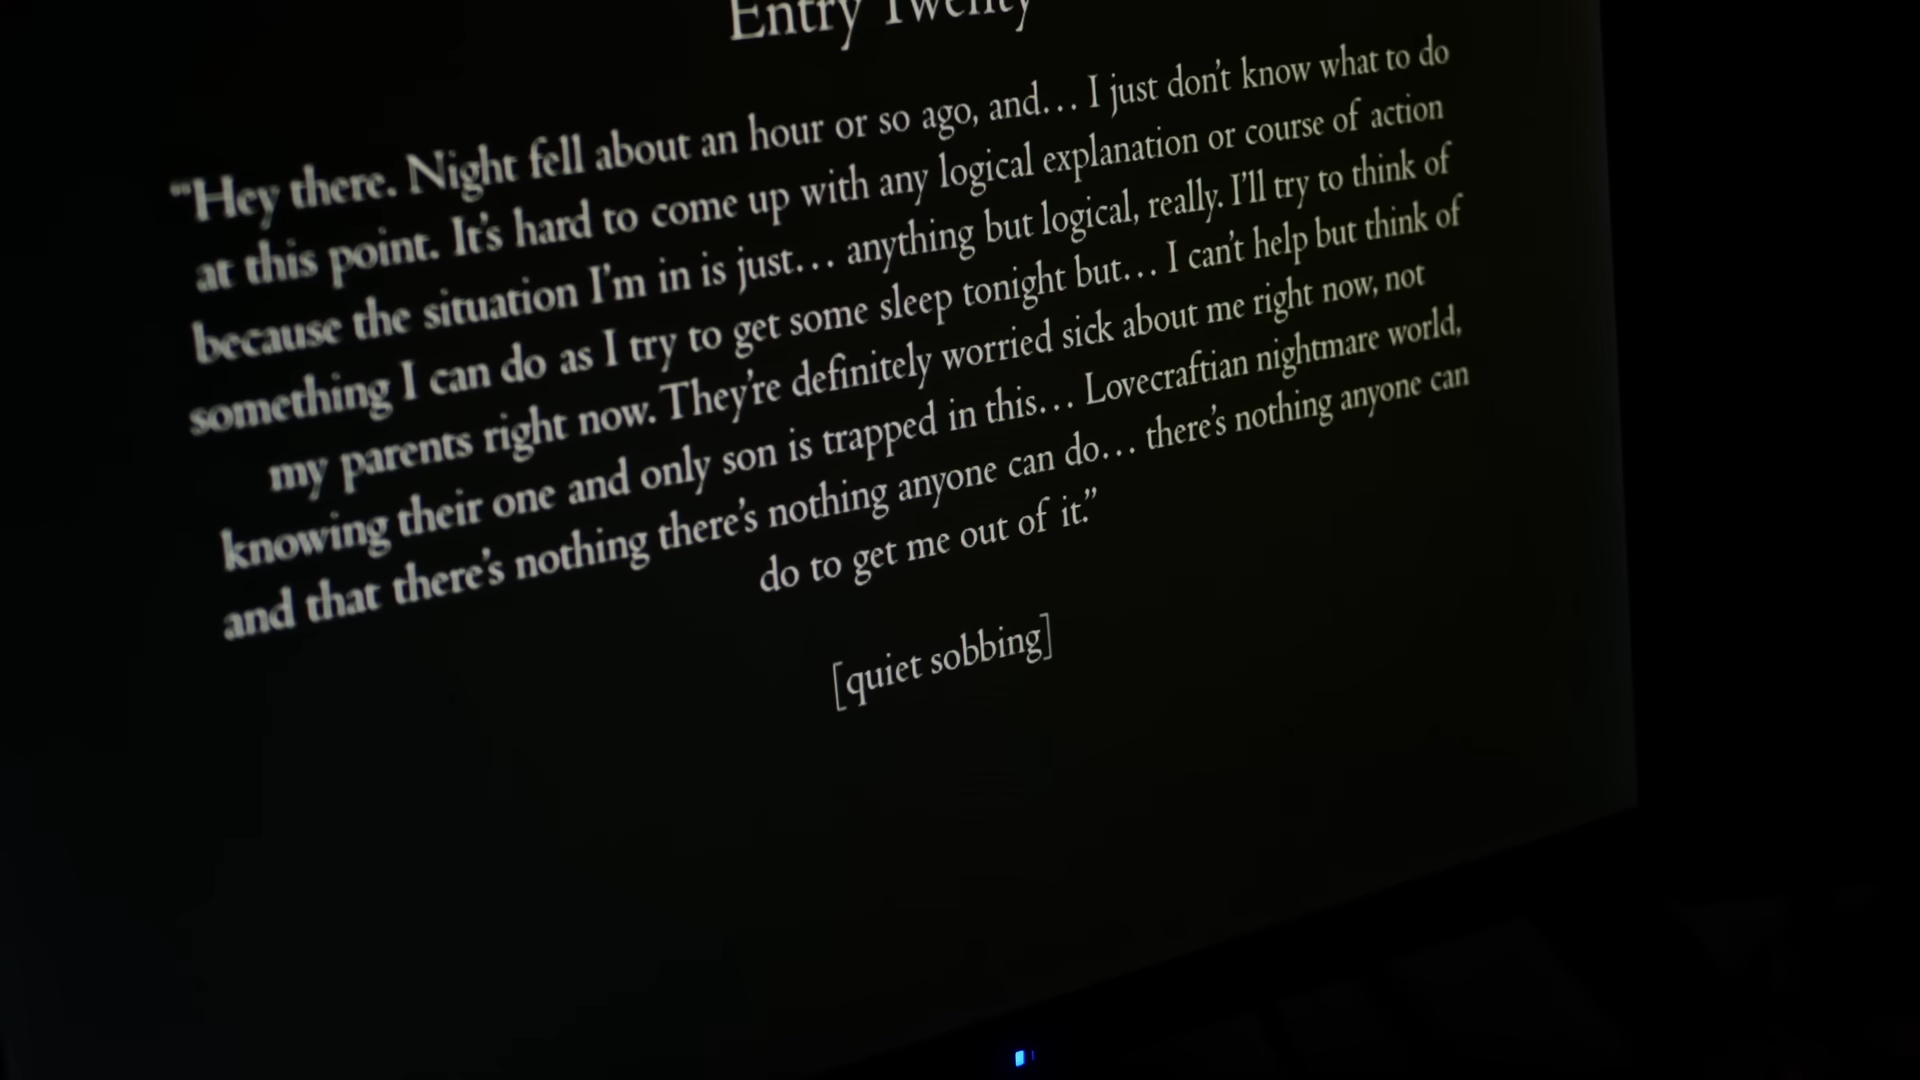 Entry Twenty
“Hey there. Night fell about an hour or so ago, and… I just don’t know what to do
at this point. It’s hard to come up with any logical explanation or course of action
because the situation I’m in is just… anything but logical, really. I’ll try to think of
something I can do as I try to get some sleep tonight but… I can’t help but think of
my parents right now. They’re definitely worried sick about me right now, not
knowing their one and only son is trapped in this… Lovecraftian nightmare world,
and that there’s nothing there’s nothing anyone can do… there’s nothing anyone can
do to get me out of it.”
[quiet sobbing]